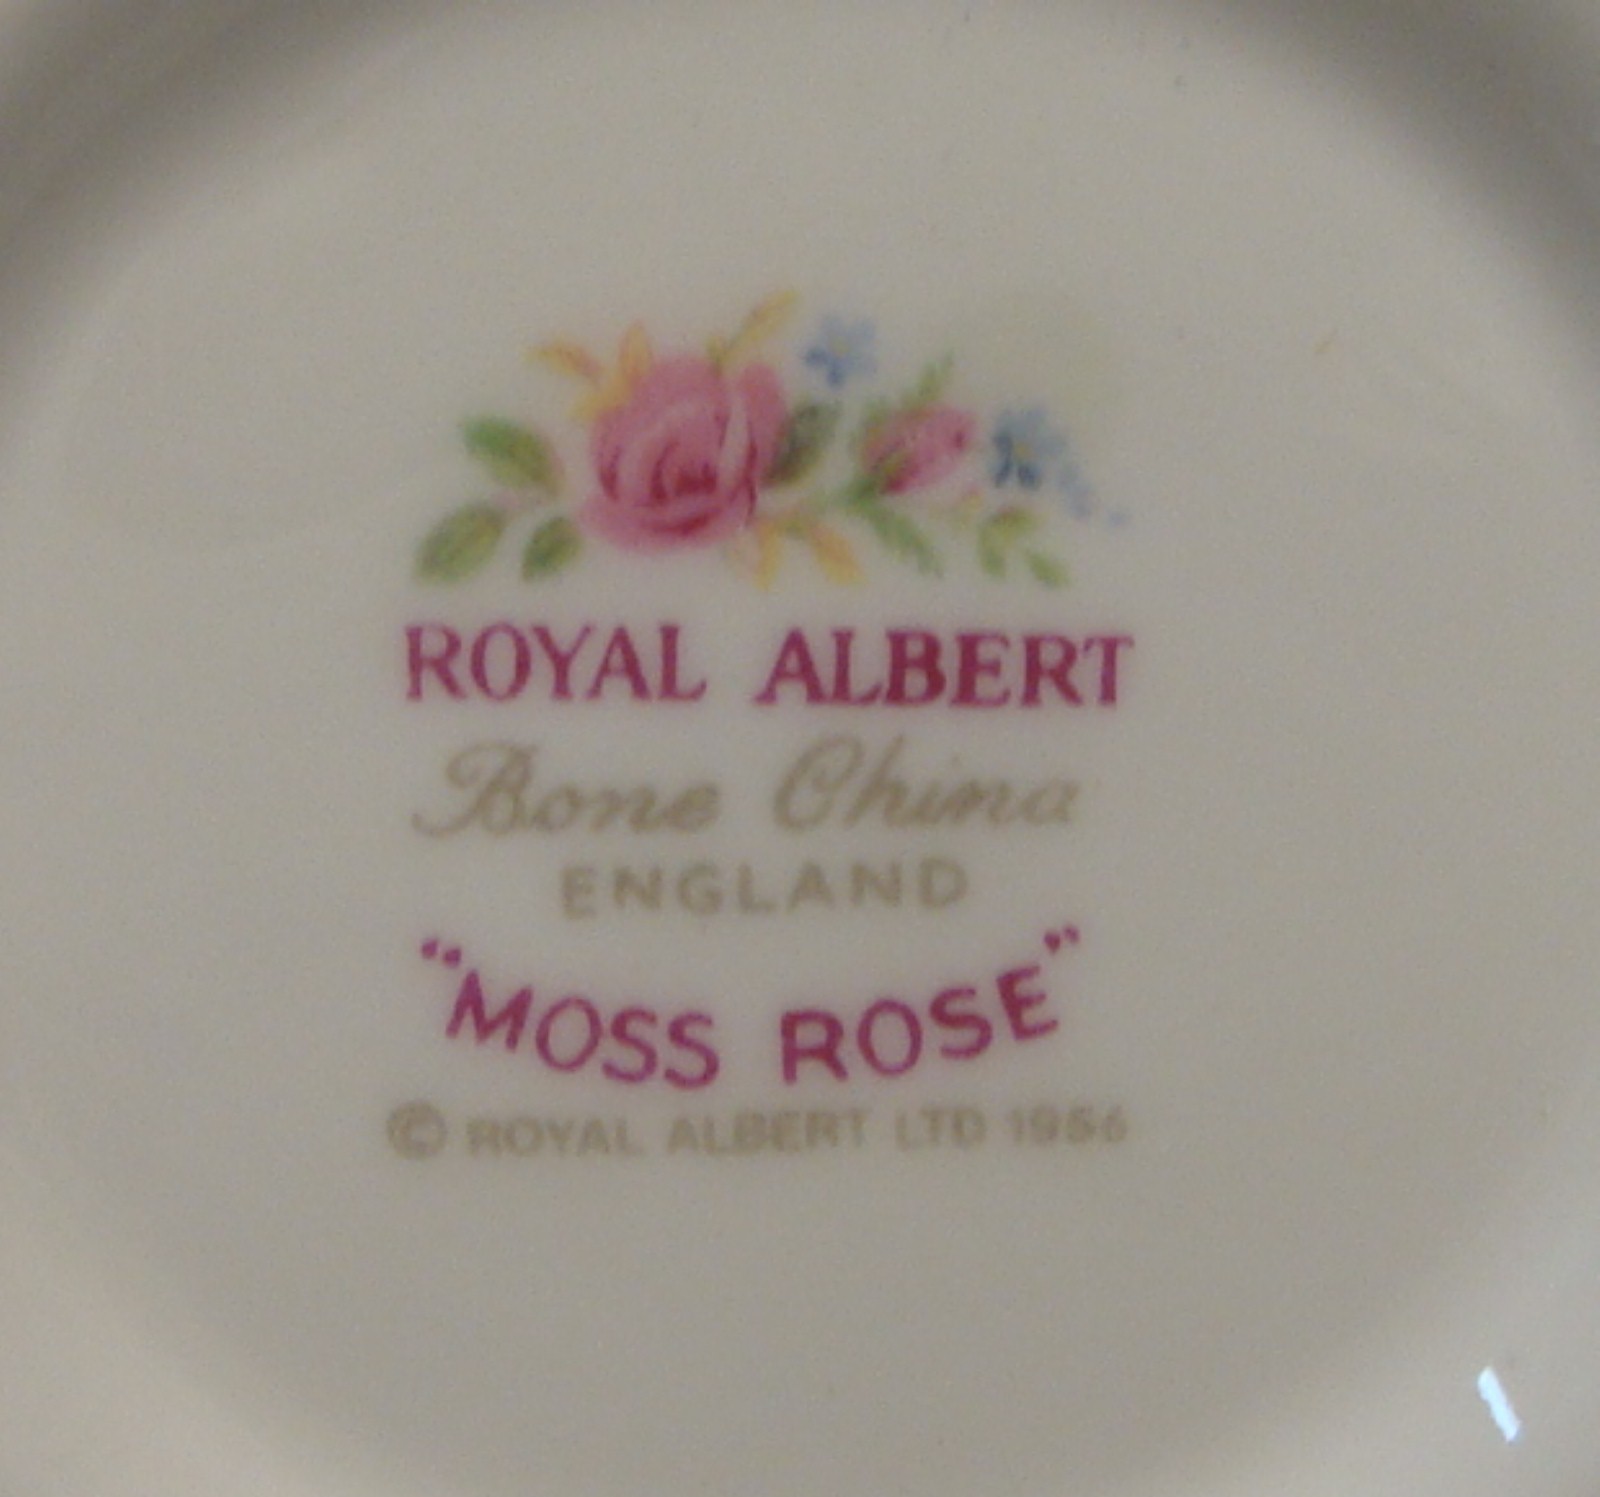 ROYAL ALBERT
Bone China
ENGLAND
"MOSS ROSE"
© ROYAL ALBERT LTD 1956